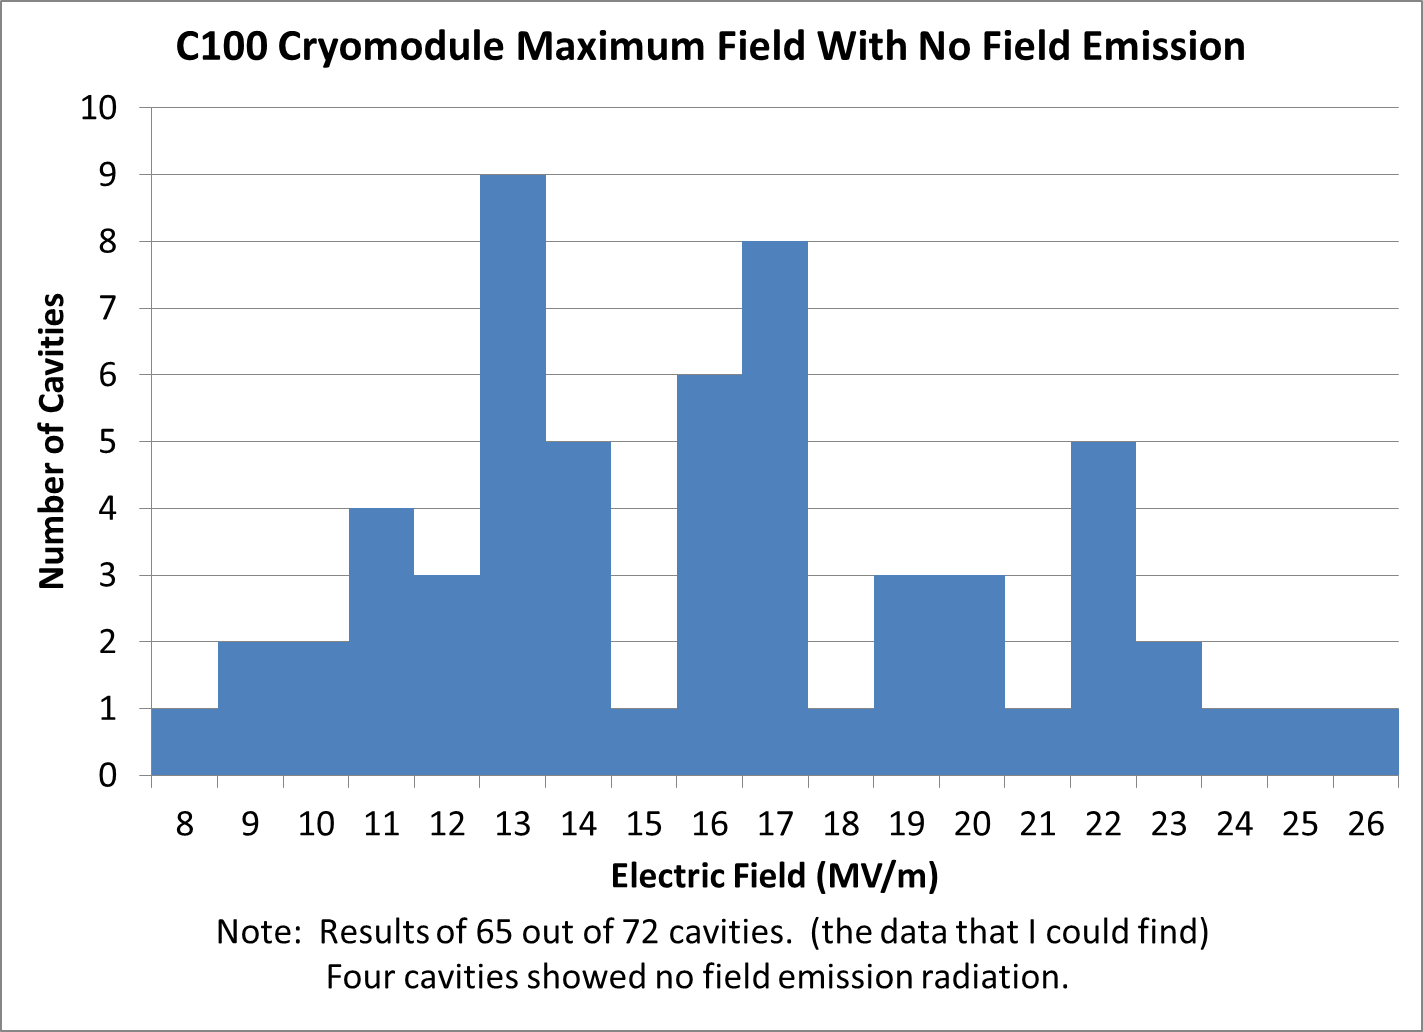 C100 Cryomodule Maximum Field With No Field Emission
10
9
8
7
6
5
4
3
2
1
0
Number of Cavities
8 9 10 11 12 13 14 15 16 17 18 19 20 21 22 23 24 25 26
Electric Field (MV/m)
Note:  Results of 65 out of 72 cavities.  (the data that I could find)
Four cavities showed no field emission radiation.